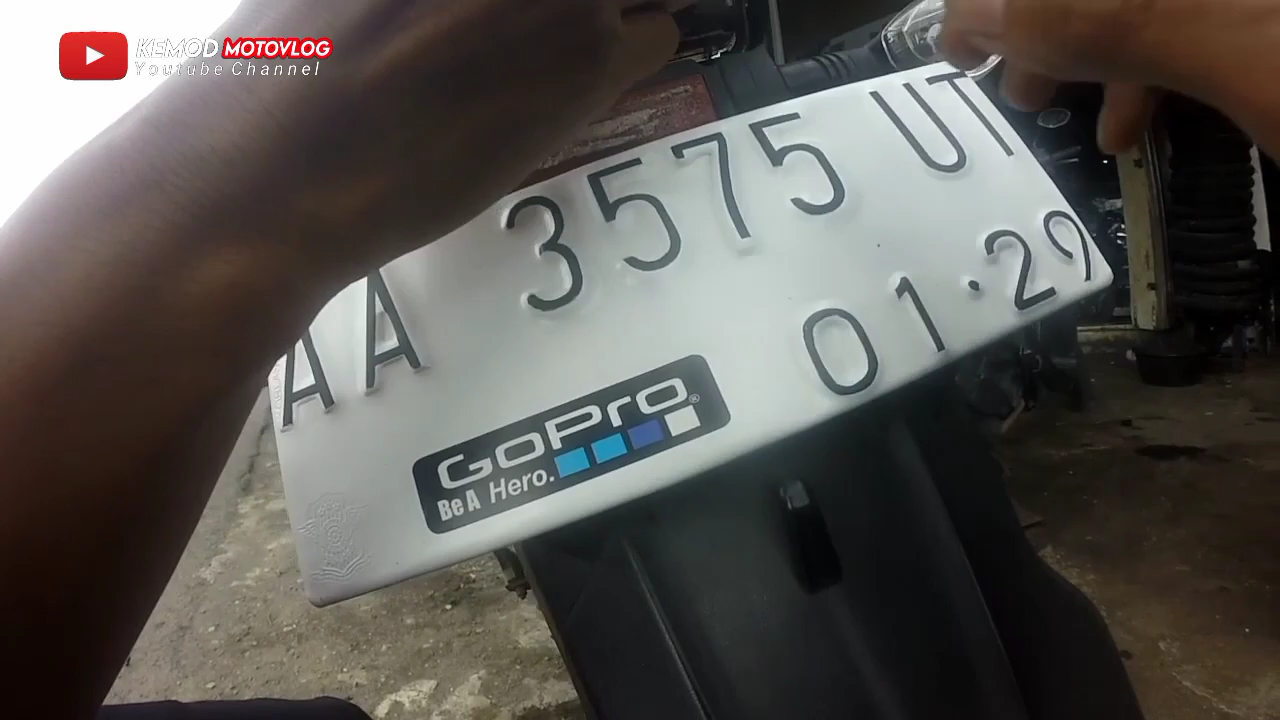 KEMOD MOTOVLOG
Youtube Channel
AA 3575 UT
01·29
GoPro®
Be A Hero.